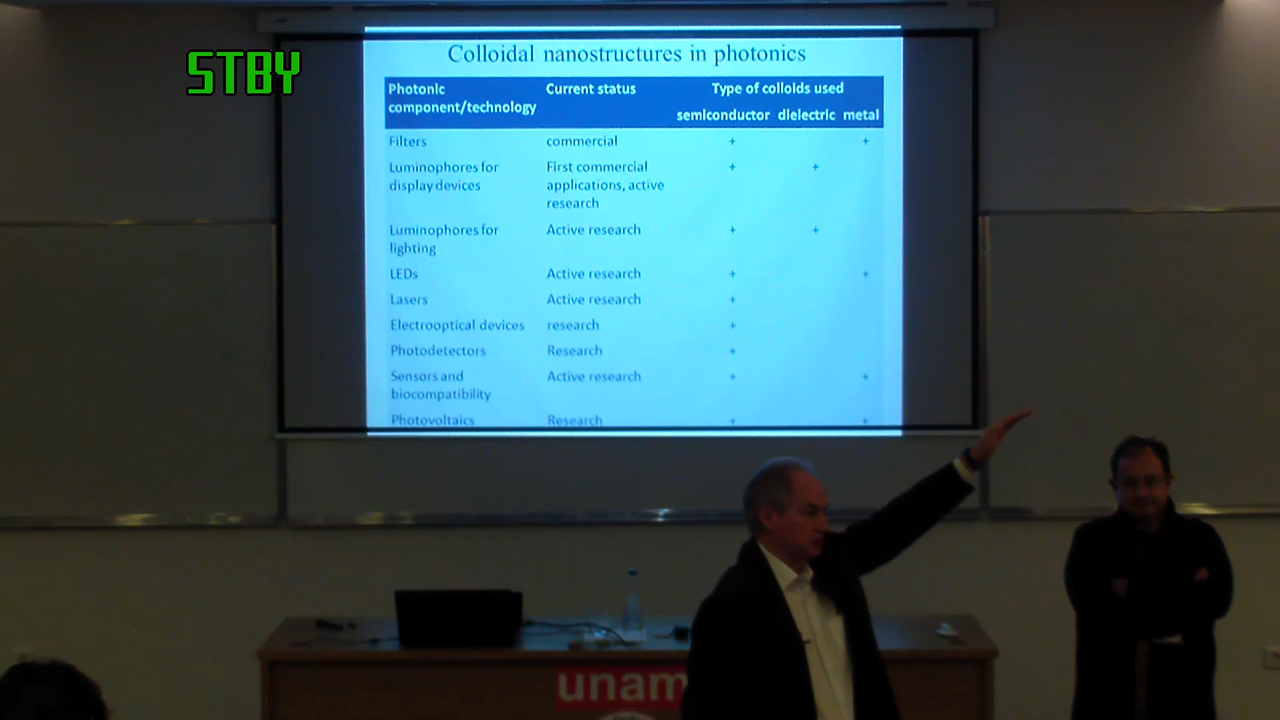 STBY
Colloidal nanostructures in photonics
Photonic component/technology Current status Type of colloids used
semiconductor dielectric metal
Filters commercial + +
Luminophores for display devices First commercial applications, active research + +
Luminophores for lighting Active research + +
LEDs Active research + +
Lasers Active research +
Electrooptical devices research +
Photodetectors Research +
Sensors and biocompatibility Active research + +
Photovoltaics Research + +
unam